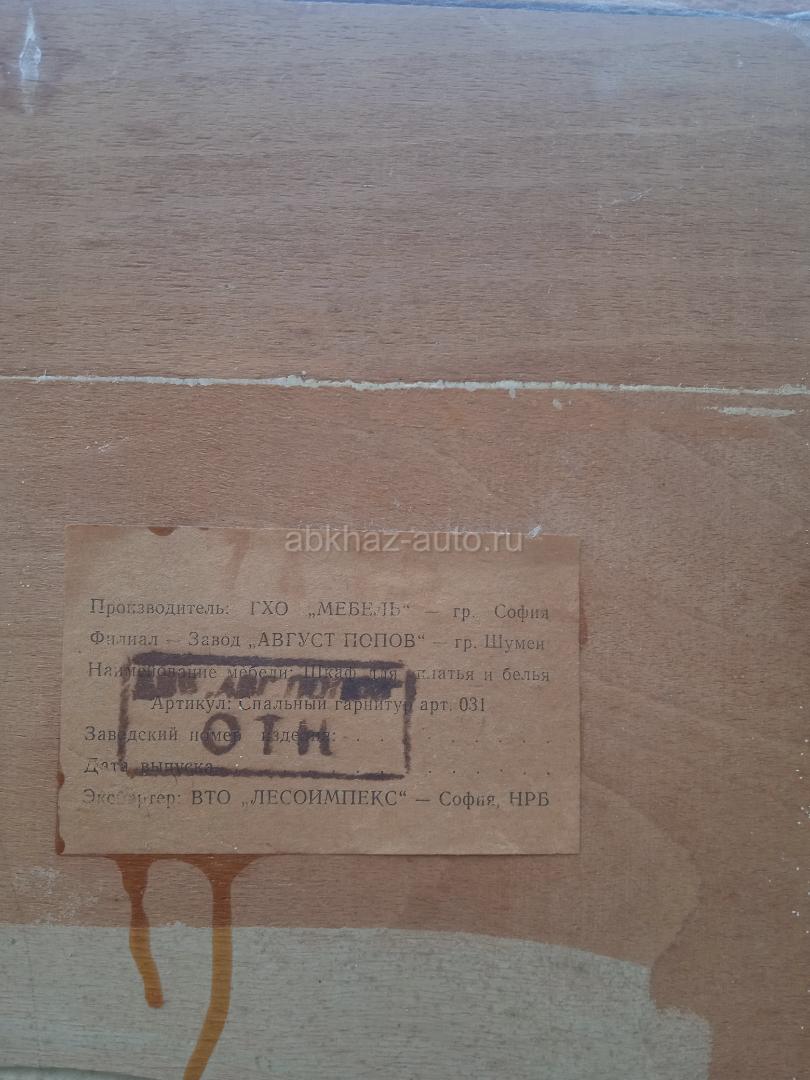 abkhaz-auto.ru
Производитель: ГХО „МЕБЕЛЬ“ — гр. София
Филиал — Завод „АВГУСТ ПОПОВ“ — гр. Шумен
Наименование мебели: Шкаф для платья и белья
Артикул: Спальный гарнитур арт. 031
ОТК
Заводский номер изделия:
Дата выпуска
Экспортер: ВТО „ЛЕСОИМПЕКС“ — София, НРБ